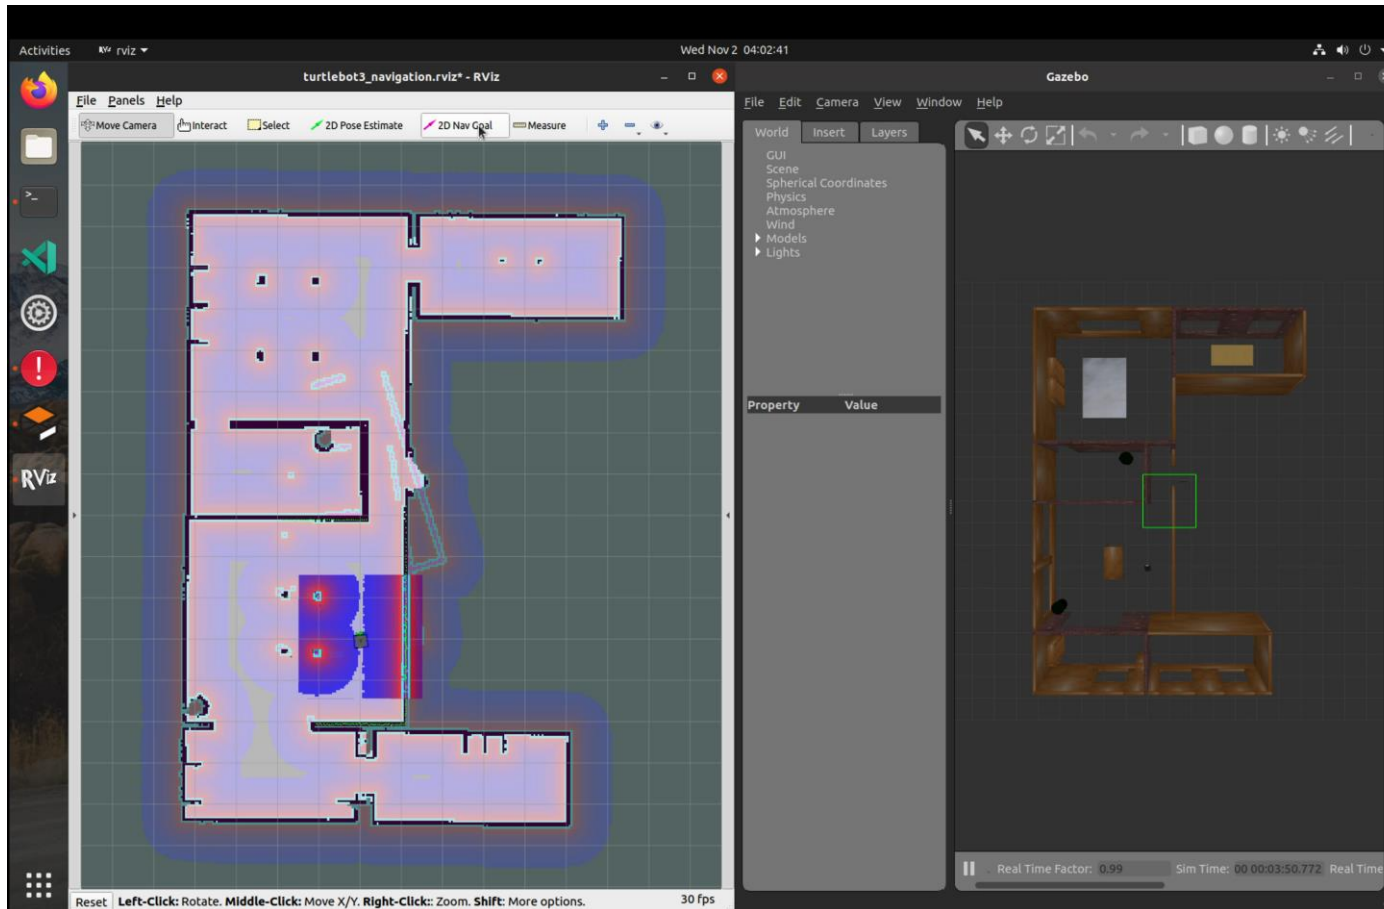 Activities RViz rviz Wed Nov 2 04:02:41
turtlebot3_navigation.rviz* - RViz
File Panels Help
Move Camera Interact Select 2D Pose Estimate 2D Nav Goal Measure
RViz
Reset Left-Click: Rotate. Middle-Click: Move X/Y. Right-Click:: Zoom. Shift: More options. 30 fps
Gazebo
File Edit Camera View Window Help
World Insert Layers
GUI
Scene
Spherical Coordinates
Physics
Atmosphere
Wind
Models
Lights
Property Value
Real Time Factor: 0.99 Sim Time: 00 00:03:50.772 Real Time